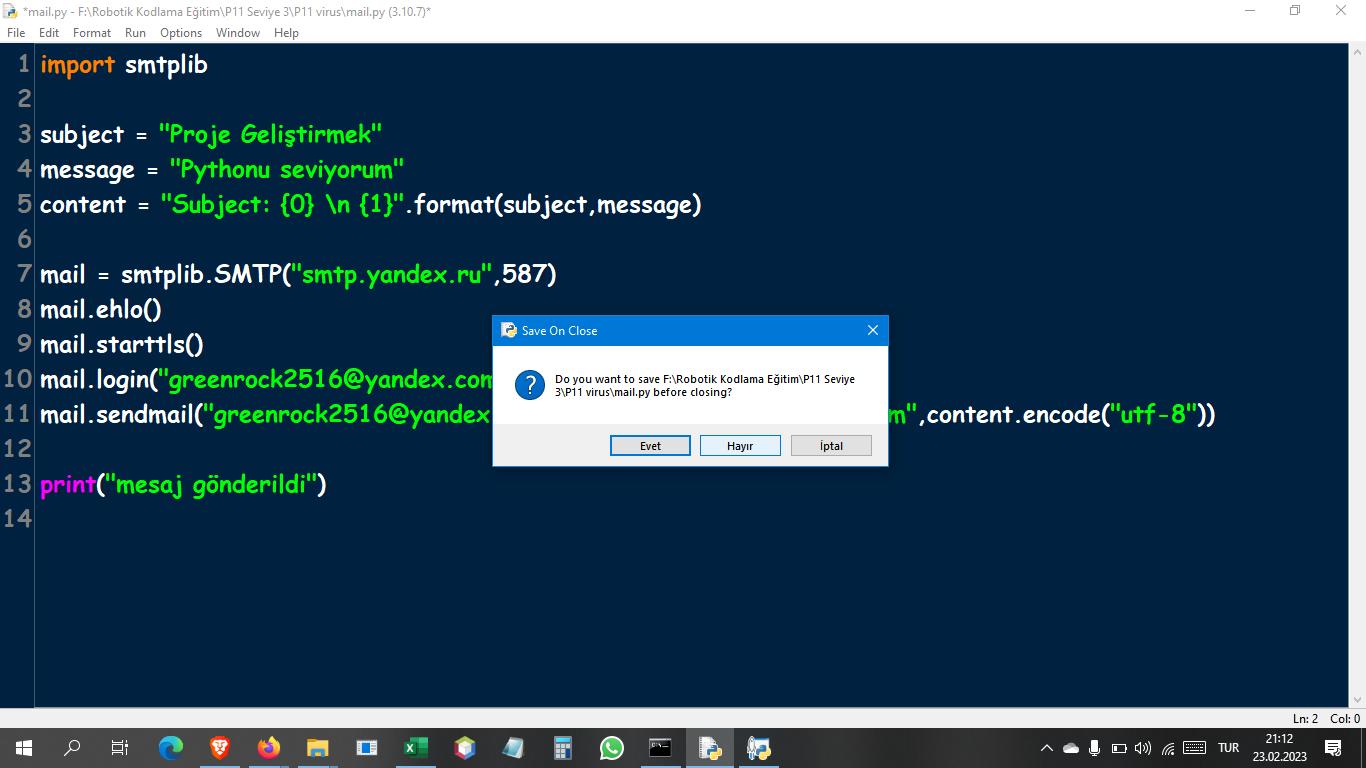 *mail.py - F:\Robotik Kodlama Eğitim\P11 Seviye 3\P11 virus\mail.py (3.10.7)*
File Edit Format Run Options Window Help
1 import smtplib
2
3 subject = "Proje Geliştirmek"
4 message = "Pythonu seviyorum"
5 content = "Subject: {0} \n {1}".format(subject,message)
6
7 mail = smtplib.SMTP("smtp.yandex.ru",587)
8 mail.ehlo()
9 mail.starttls()
10 mail.login("greenrock2516@yandex.com
11 mail.sendmail("greenrock2516@yandex. m",content.encode("utf-8"))
12
13 print("mesaj gönderildi")
14
Save On Close
Do you want to save F:\Robotik Kodlama Eğitim\P11 Seviye
3\P11 virus\mail.py before closing?
Evet Hayır İptal
Ln: 2 Col: 0
TUR
21:12
23.02.2023